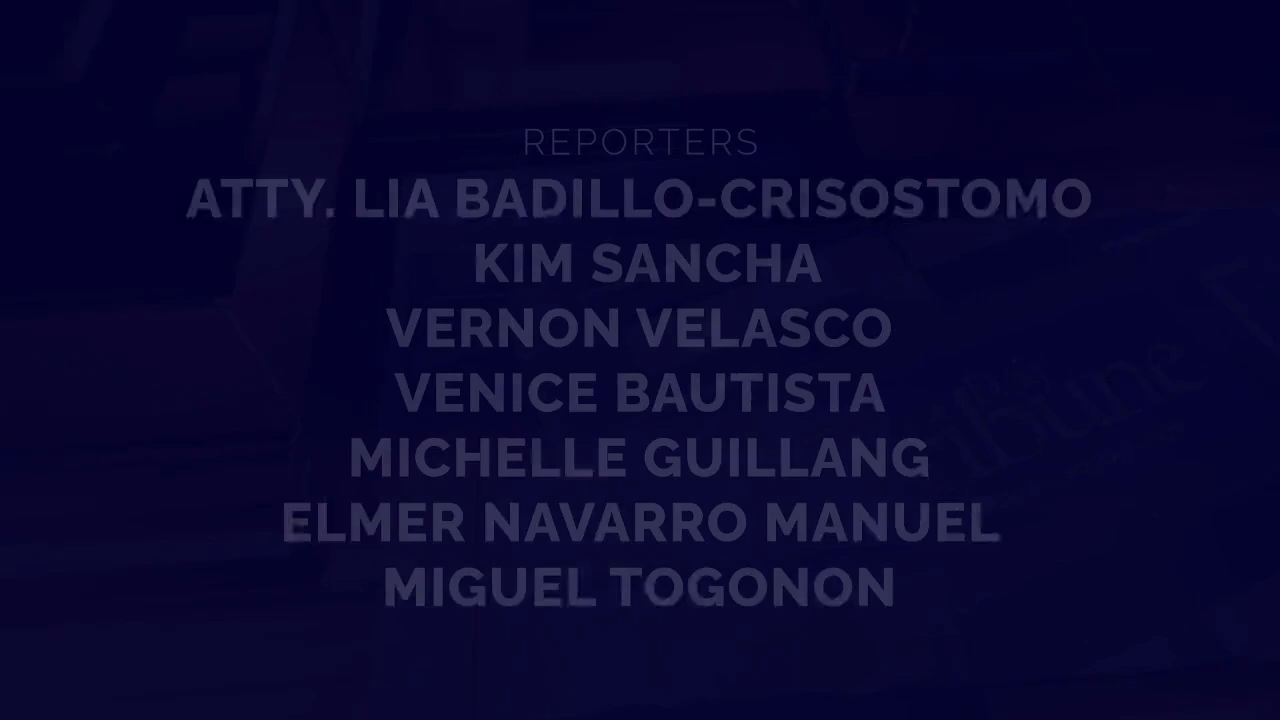 REPORTERS
ATTY. LIA BADILLO-CRISOSTOMO
KIM SANCHA
VERNON VELASCO
VENICE BAUTISTA
MICHELLE GUILLANG
ELMER NAVARRO MANUEL
MIGUEL TOGONON